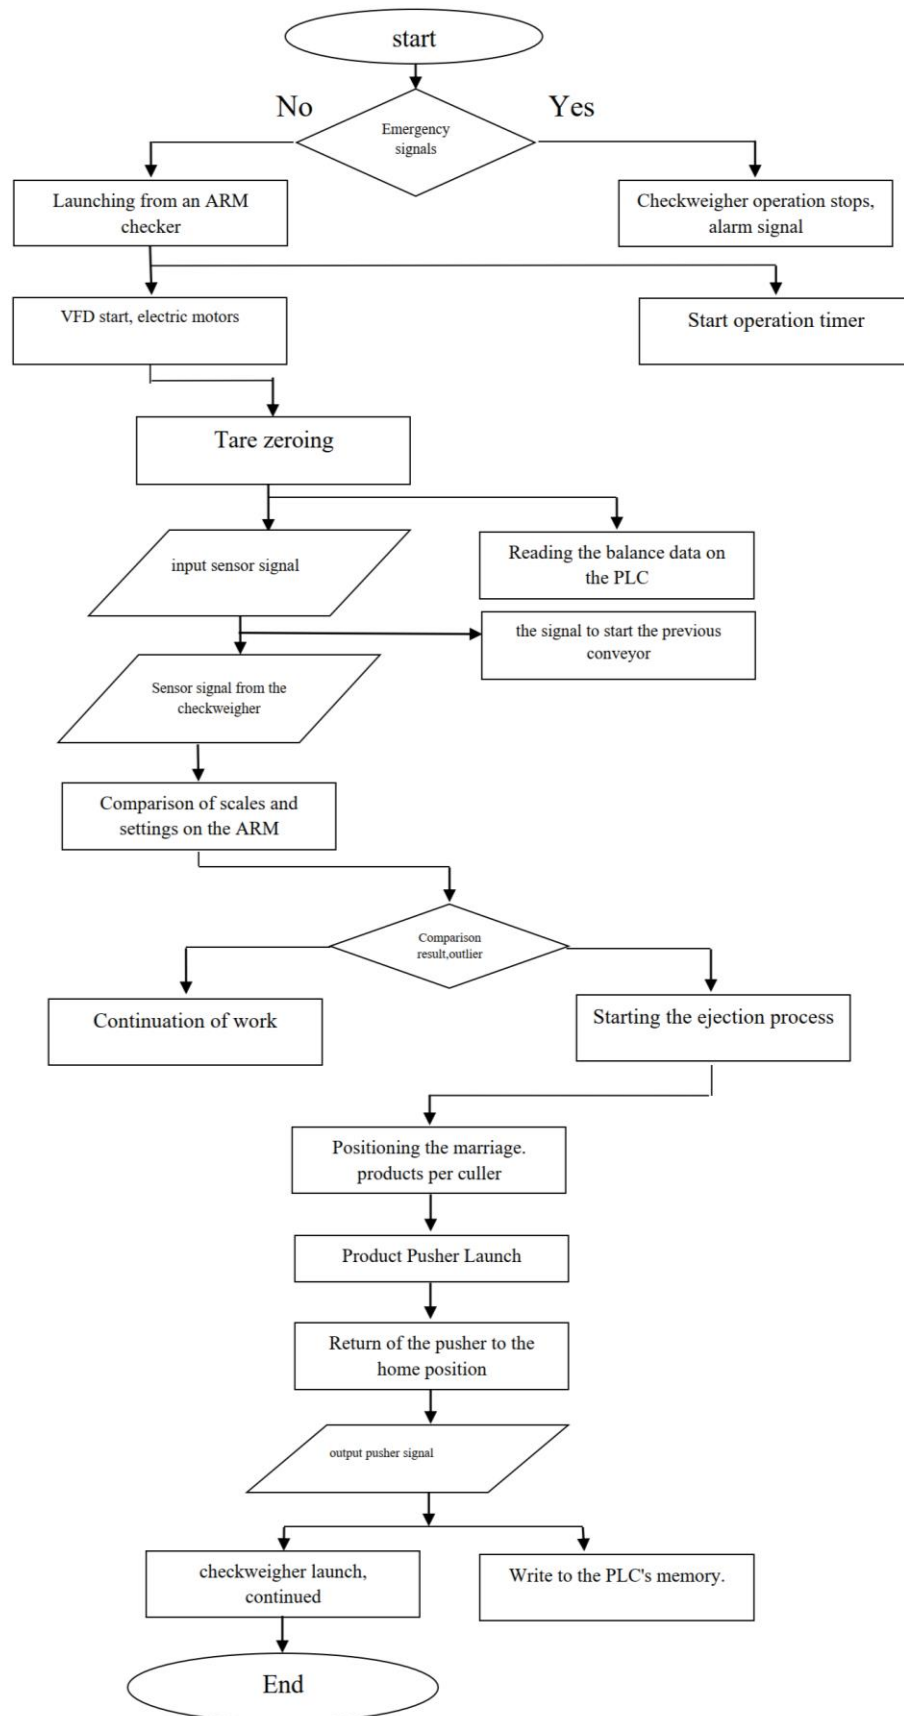 start
No
Yes
Emergency
signals
Launching from an ARM
checker
Checkweigher operation stops,
alarm signal
VFD start, electric motors
Start operation timer
Tare zeroing
input sensor signal
Reading the balance data on
the PLC
the signal to start the previous
conveyor
Sensor signal from the
checkweigher
Comparison of scales and
settings on the ARM
Comparison
result,outlier
Continuation of work
Starting the ejection process
Positioning the marriage.
products per culler
Product Pusher Launch
Return of the pusher to the
home position
output pusher signal
checkweigher launch,
continued
Write to the PLC's memory.
End